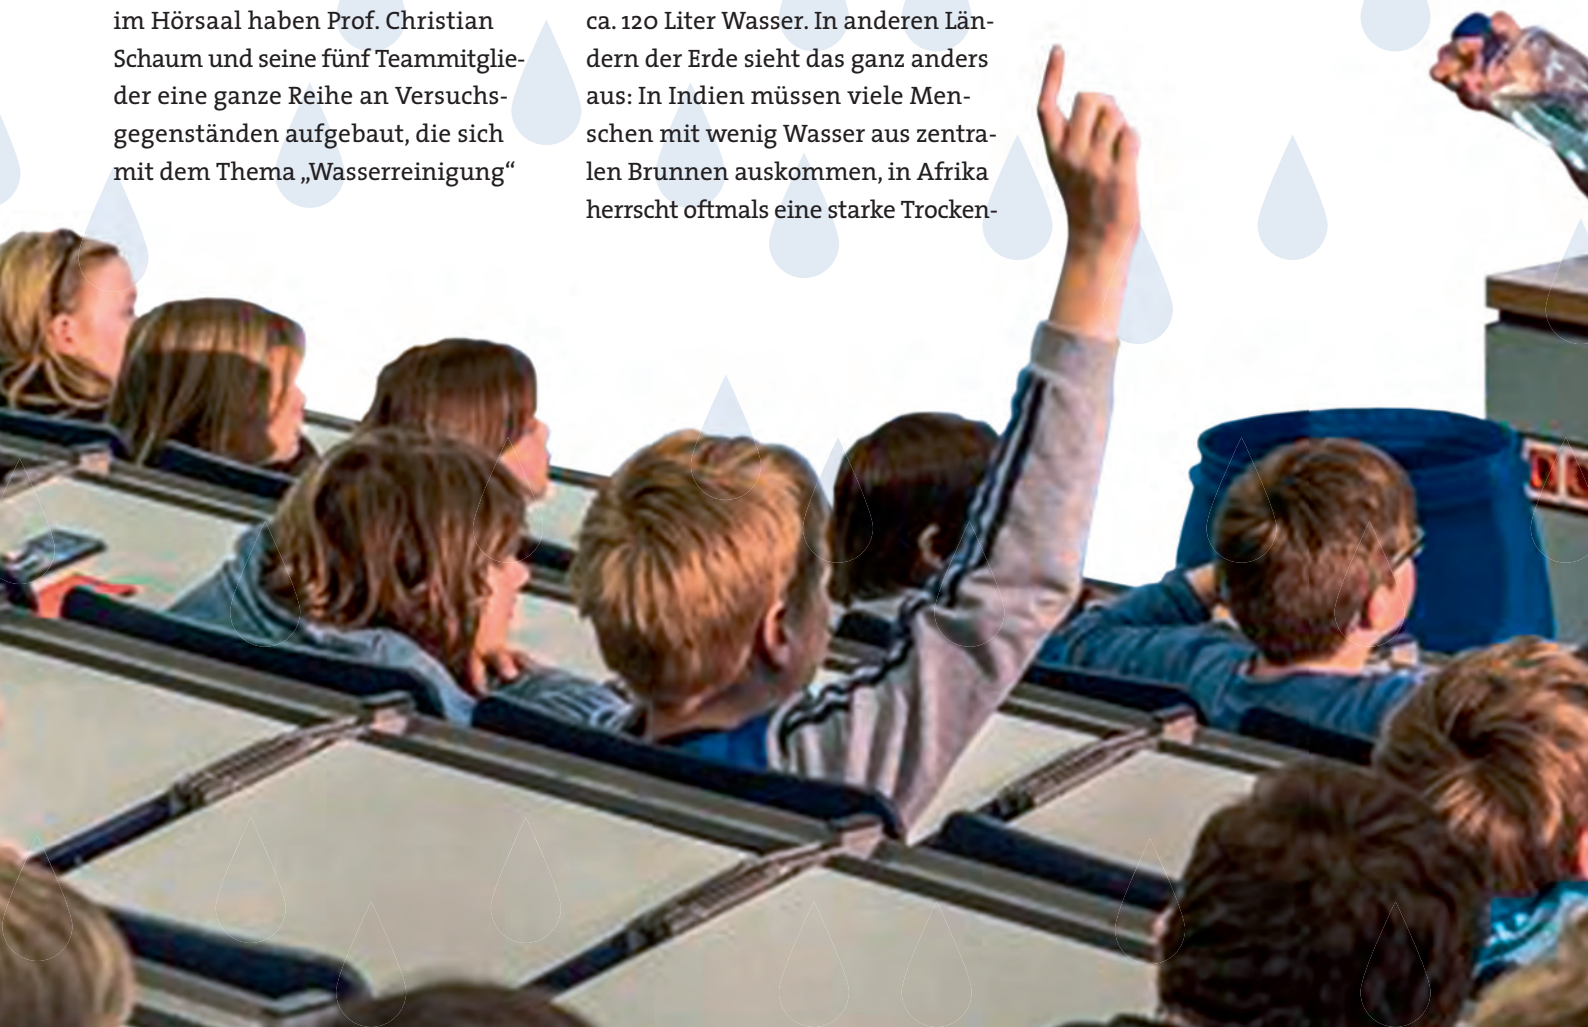 im Hörsaal haben Prof. Christian
Schaum und seine fünf Teammitglie-
der eine ganze Reihe an Versuchs-
gegenständen aufgebaut, die sich
mit dem Thema „Wasserreinigung“
ca. 120 Liter Wasser. In anderen Län-
dern der Erde sieht das ganz anders
aus: In Indien müssen viele Men-
schen mit wenig Wasser aus zentra-
len Brunnen auskommen, in Afrika
herrscht oftmals eine starke Trocken-